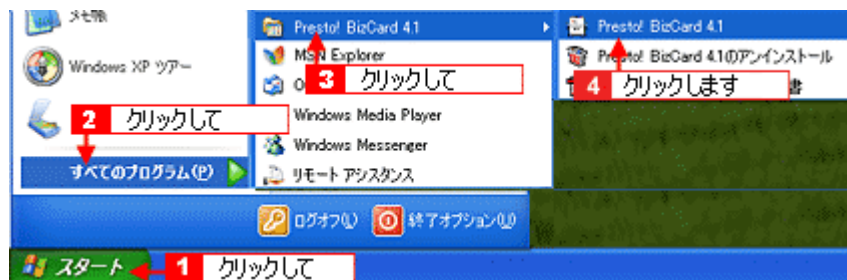 メモ帳
Windows XP ツアー
2 クリックして
すべてのプログラム(P)
Presto! BizCard 4.1
MSN Explorer
3 クリックして
Windows Media Player
Windows Messenger
リモート アシスタンス
Presto! BizCard 4.1
Presto! BizCard 4.1のアンインストール
4 クリックします
書
ログオフ(L)
終了オプション(U)
スタート
1 クリックして